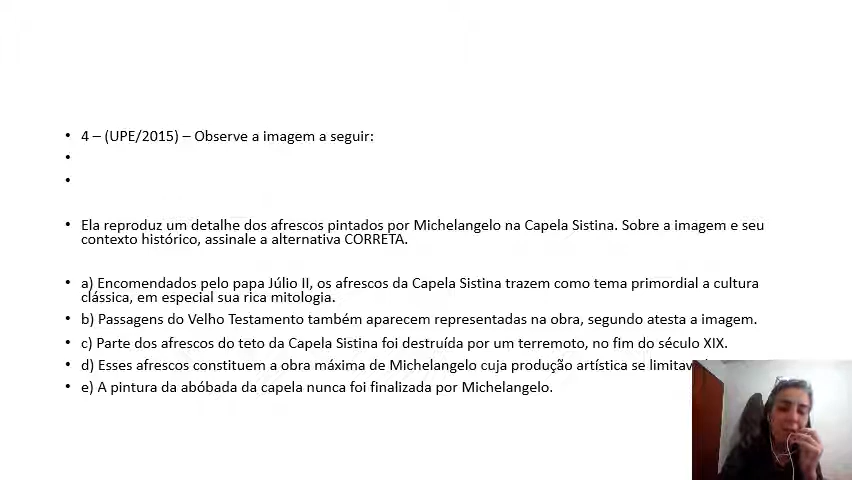 4 – (UPE/2015) – Observe a imagem a seguir:
Ela reproduz um detalhe dos afrescos pintados por Michelangelo na Capela Sistina. Sobre a imagem e seu
contexto histórico, assinale a alternativa CORRETA.
a) Encomendados pelo papa Júlio II, os afrescos da Capela Sistina trazem como tema primordial a cultura
clássica, em especial sua rica mitologia.
b) Passagens do Velho Testamento também aparecem representadas na obra, segundo atesta a imagem.
c) Parte dos afrescos do teto da Capela Sistina foi destruída por um terremoto, no fim do século XIX.
d) Esses afrescos constituem a obra máxima de Michelangelo cuja produção artística se
e) A pintura da abóbada da capela nunca foi finalizada por Michelangelo.